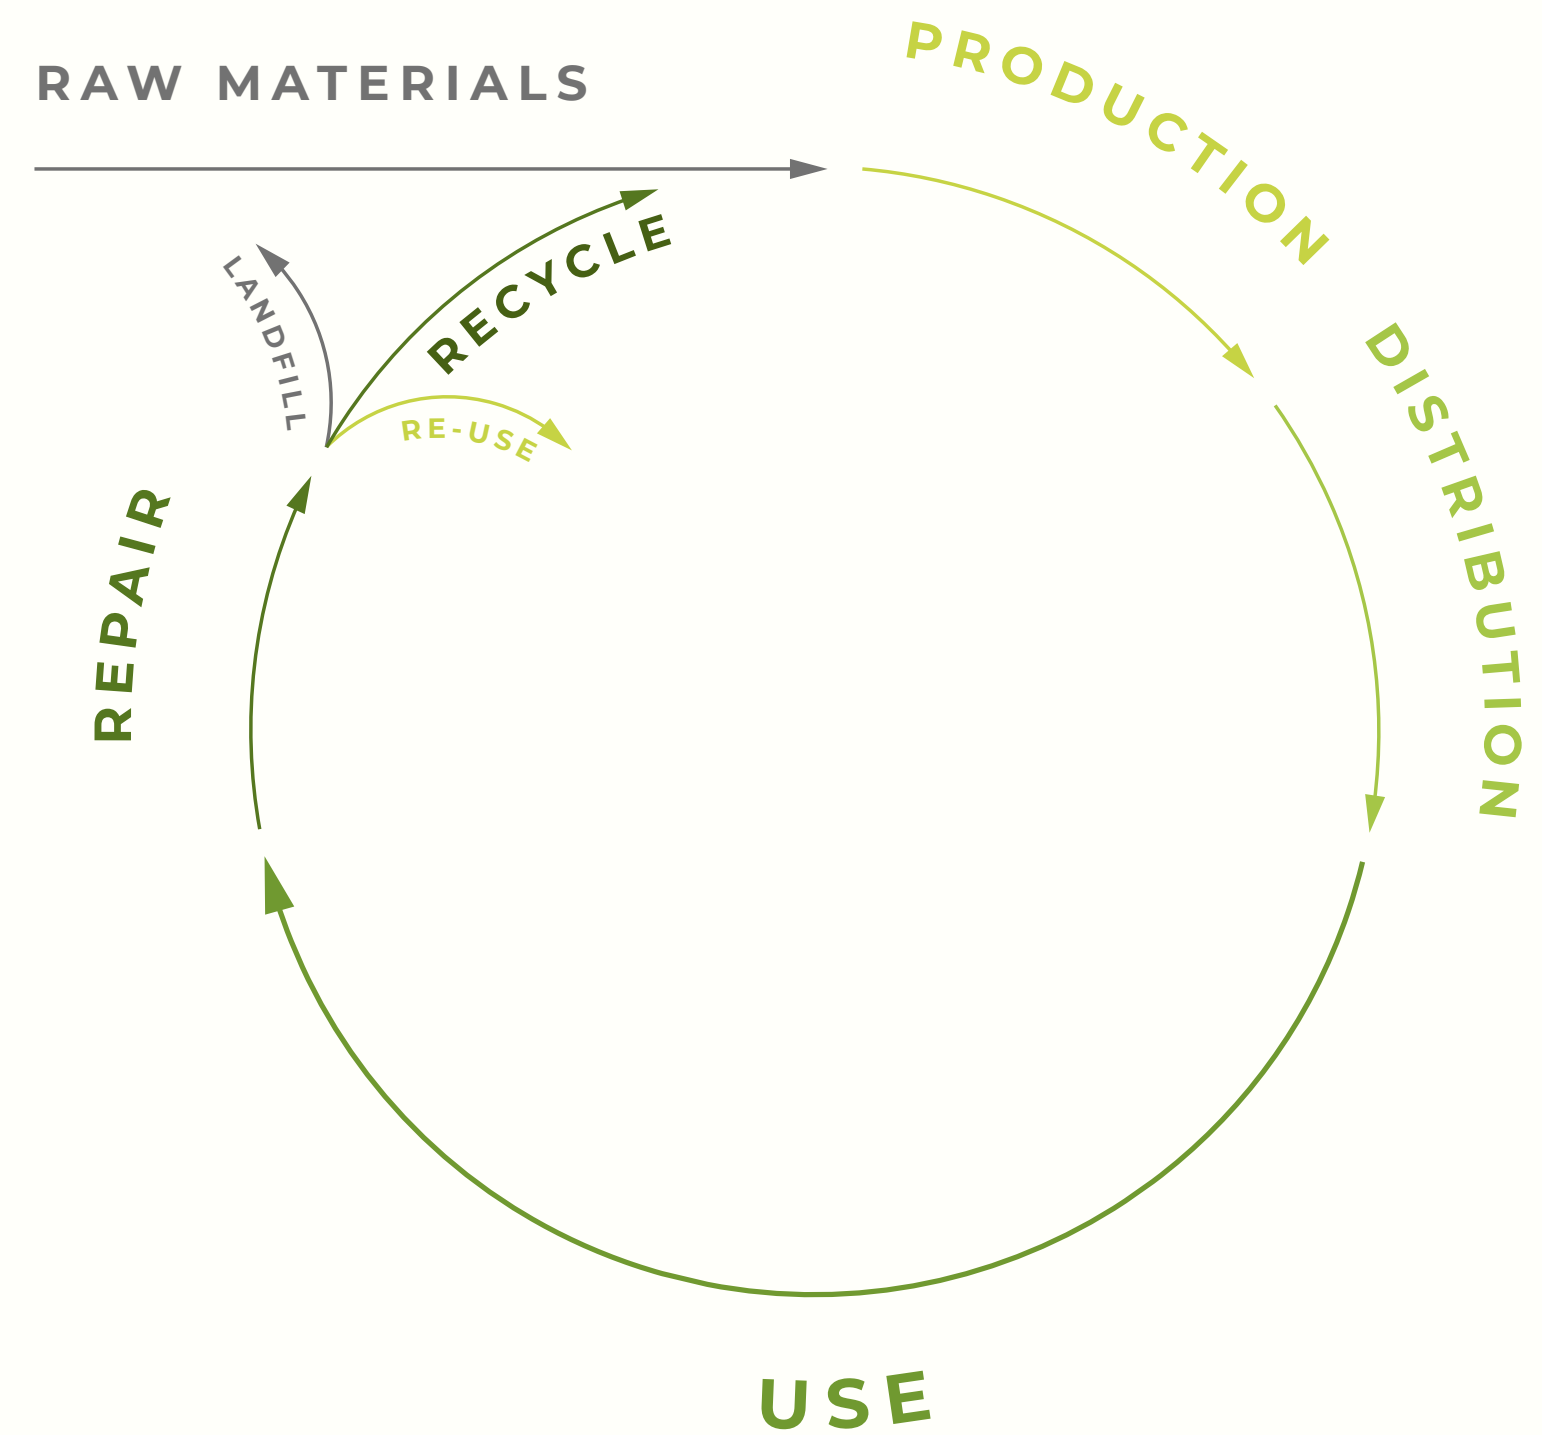 RAW MATERIALS
PRODUCTION
DISTRIBUTION
USE
REPAIR
LANDFILL
RECYCLE
RE-USE